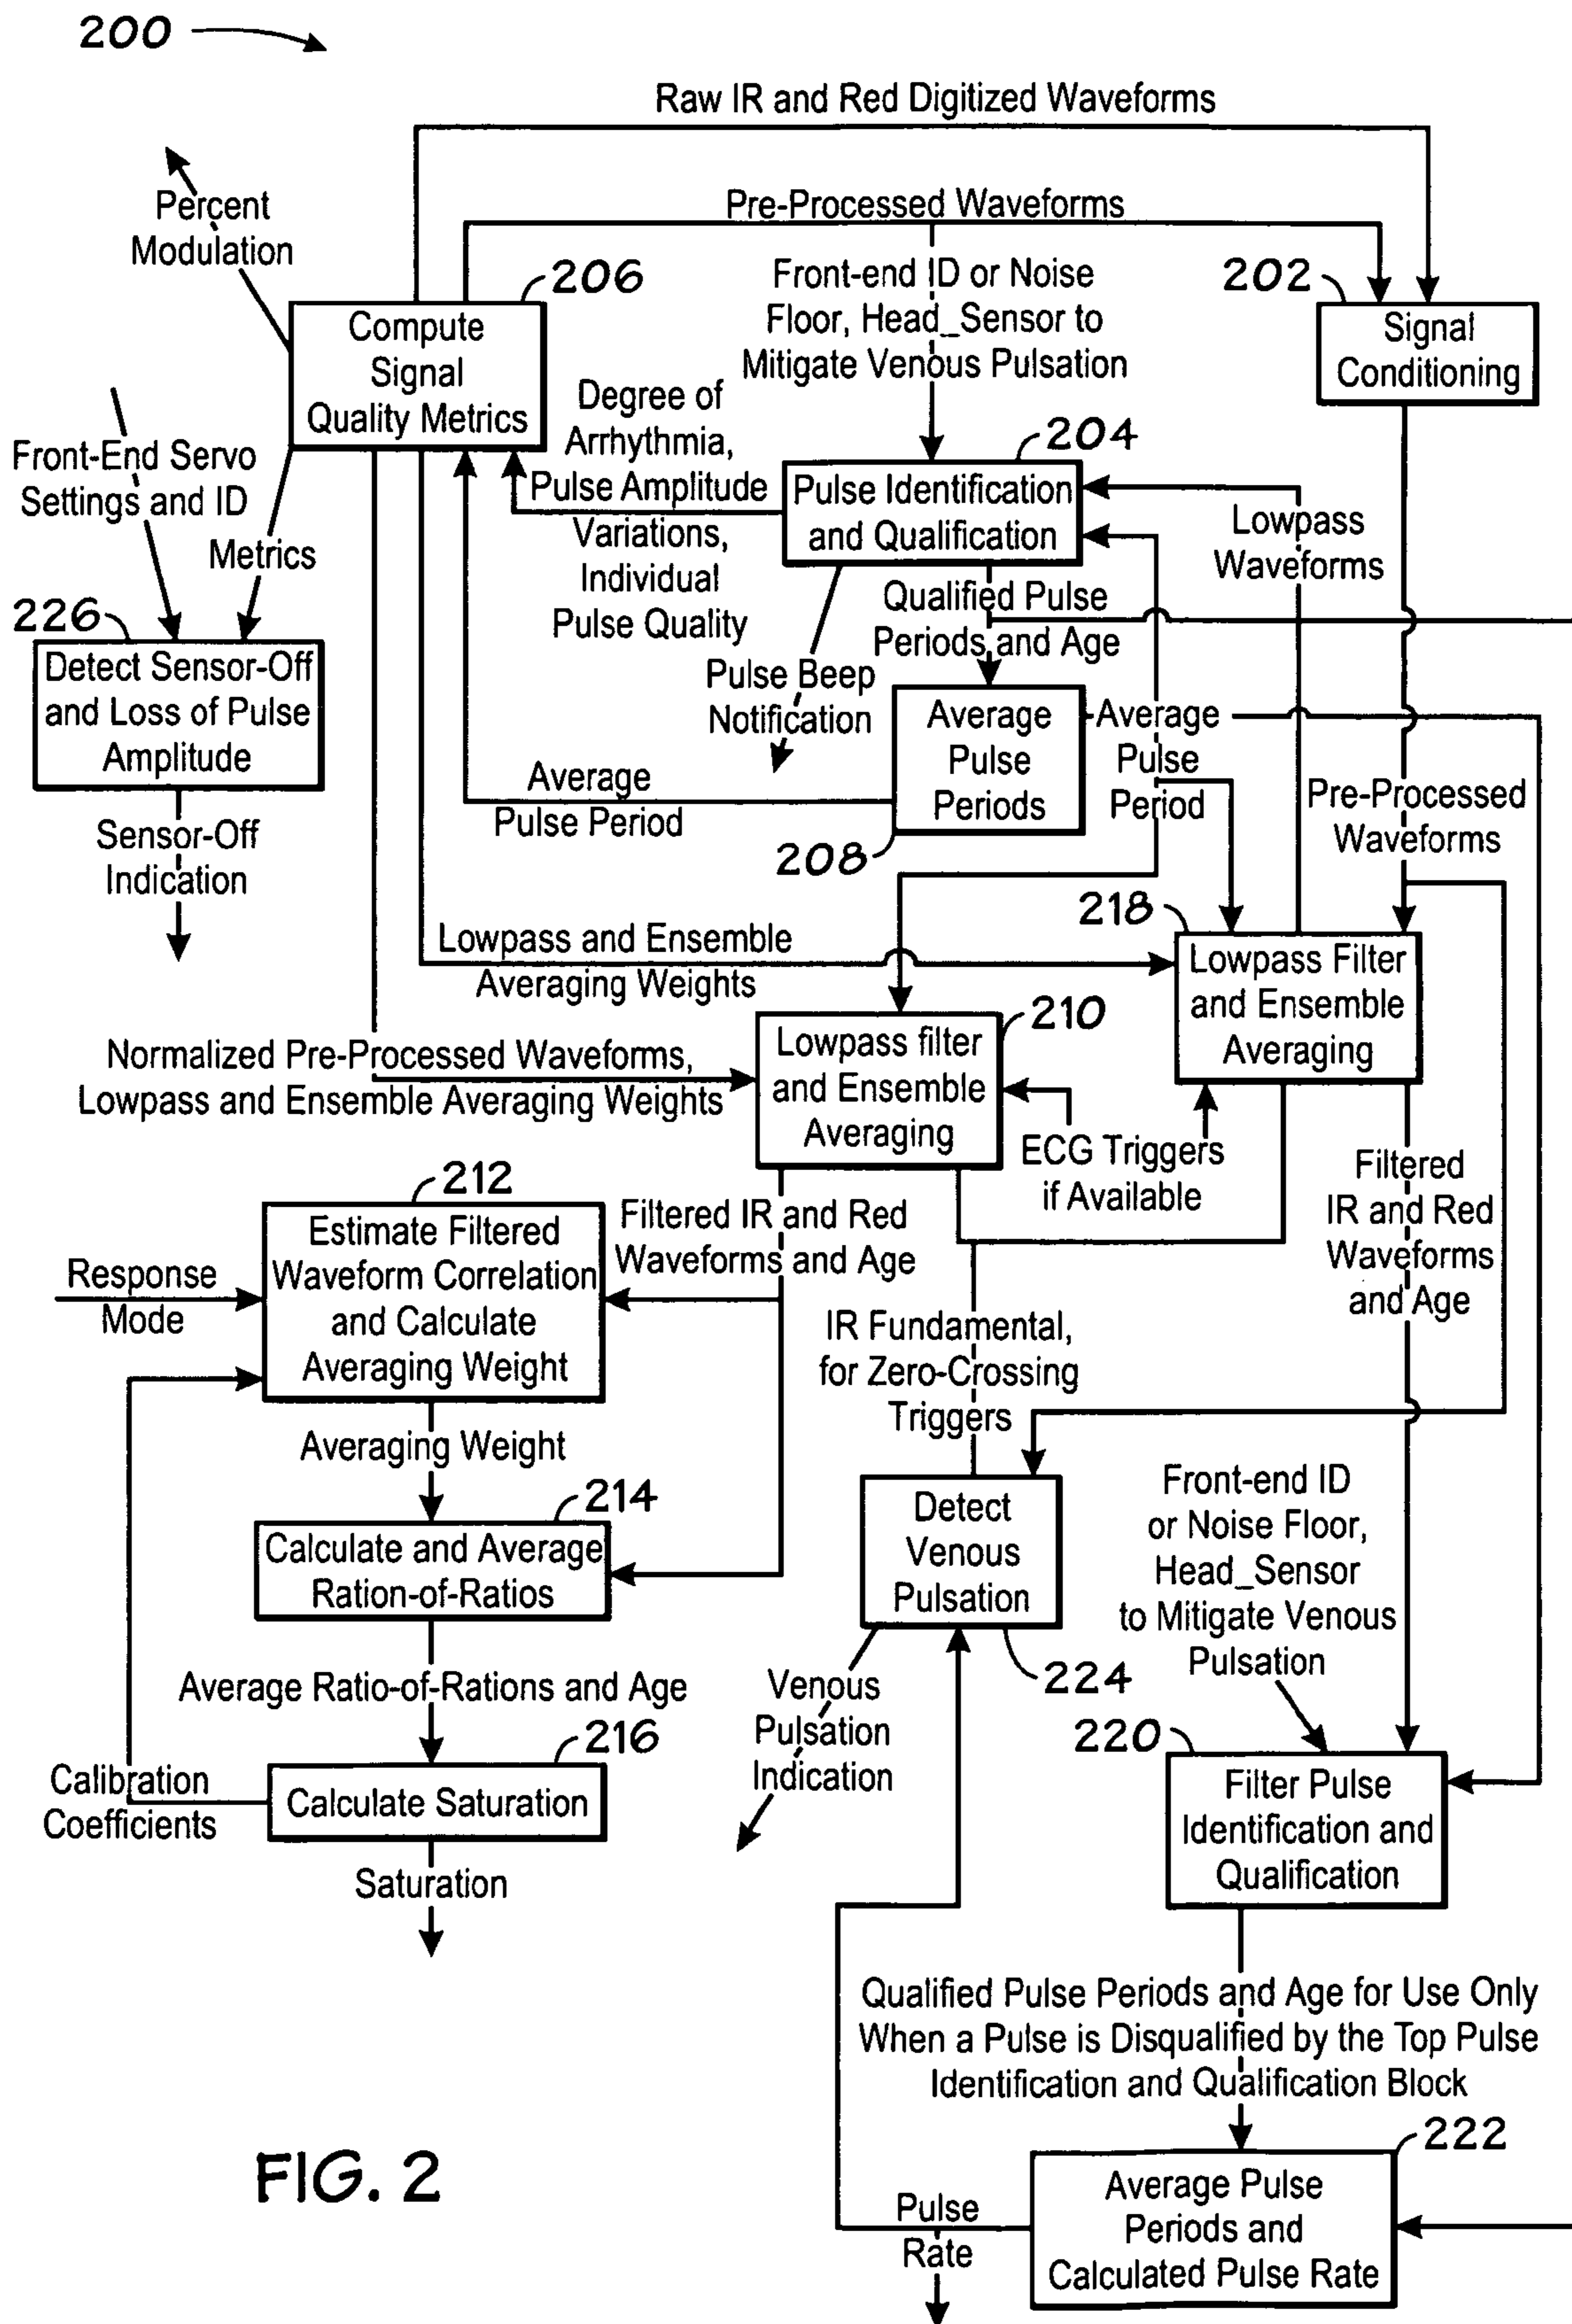 200
Raw IR and Red Digitized Waveforms
Percent
Modulation
Pre-Processed Waveforms
206
Compute
Signal
Quality Metrics
Front-end ID or Noise
Floor, Head_Sensor to
Mitigate Venous Pulsation
202
Signal
Conditioning
Degree of
Arrhythmia,
Pulse Amplitude
Variations,
Individual
Pulse Quality
204
Pulse Identification
and Qualification
Lowpass
Waveforms
Front-End Servo
Settings and ID
Metrics
226
Detect Sensor-Off
and Loss of Pulse
Amplitude
Sensor-Off
Indication
Qualified Pulse
Periods and Age
Pulse Beep
Notification
Average
Pulse
Periods
208
Average
Pulse
Period
Average
Pulse Period
Pre-Processed
Waveforms
218
Lowpass Filter
and Ensemble
Averaging
Lowpass and Ensemble
Averaging Weights
210
Lowpass filter
and Ensemble
Averaging
Normalized Pre-Processed Waveforms,
Lowpass and Ensemble Averaging Weights
ECG Triggers
if Available
Filtered
IR and Red
Waveforms
and Age
212
Estimate Filtered
Waveform Correlation
and Calculate
Averaging Weight
Filtered IR and Red
Waveforms and Age
Response
Mode
IR Fundamental,
for Zero-Crossing
Triggers
Averaging Weight
214
Calculate and Average
Ration-of-Ratios
Detect
Venous
Pulsation
224
Front-end ID
or Noise Floor,
Head_Sensor
to Mitigate Venous
Pulsation
Average Ratio-of-Rations and Age
216
Calculate Saturation
Calibration
Coefficients
Saturation
Venous
Pulsation
Indication
220
Filter Pulse
Identification and
Qualification
Qualified Pulse Periods and Age for Use Only
When a Pulse is Disqualified by the Top Pulse
Identification and Qualification Block
222
Average Pulse
Periods and
Calculated Pulse Rate
Pulse
Rate
FIG. 2